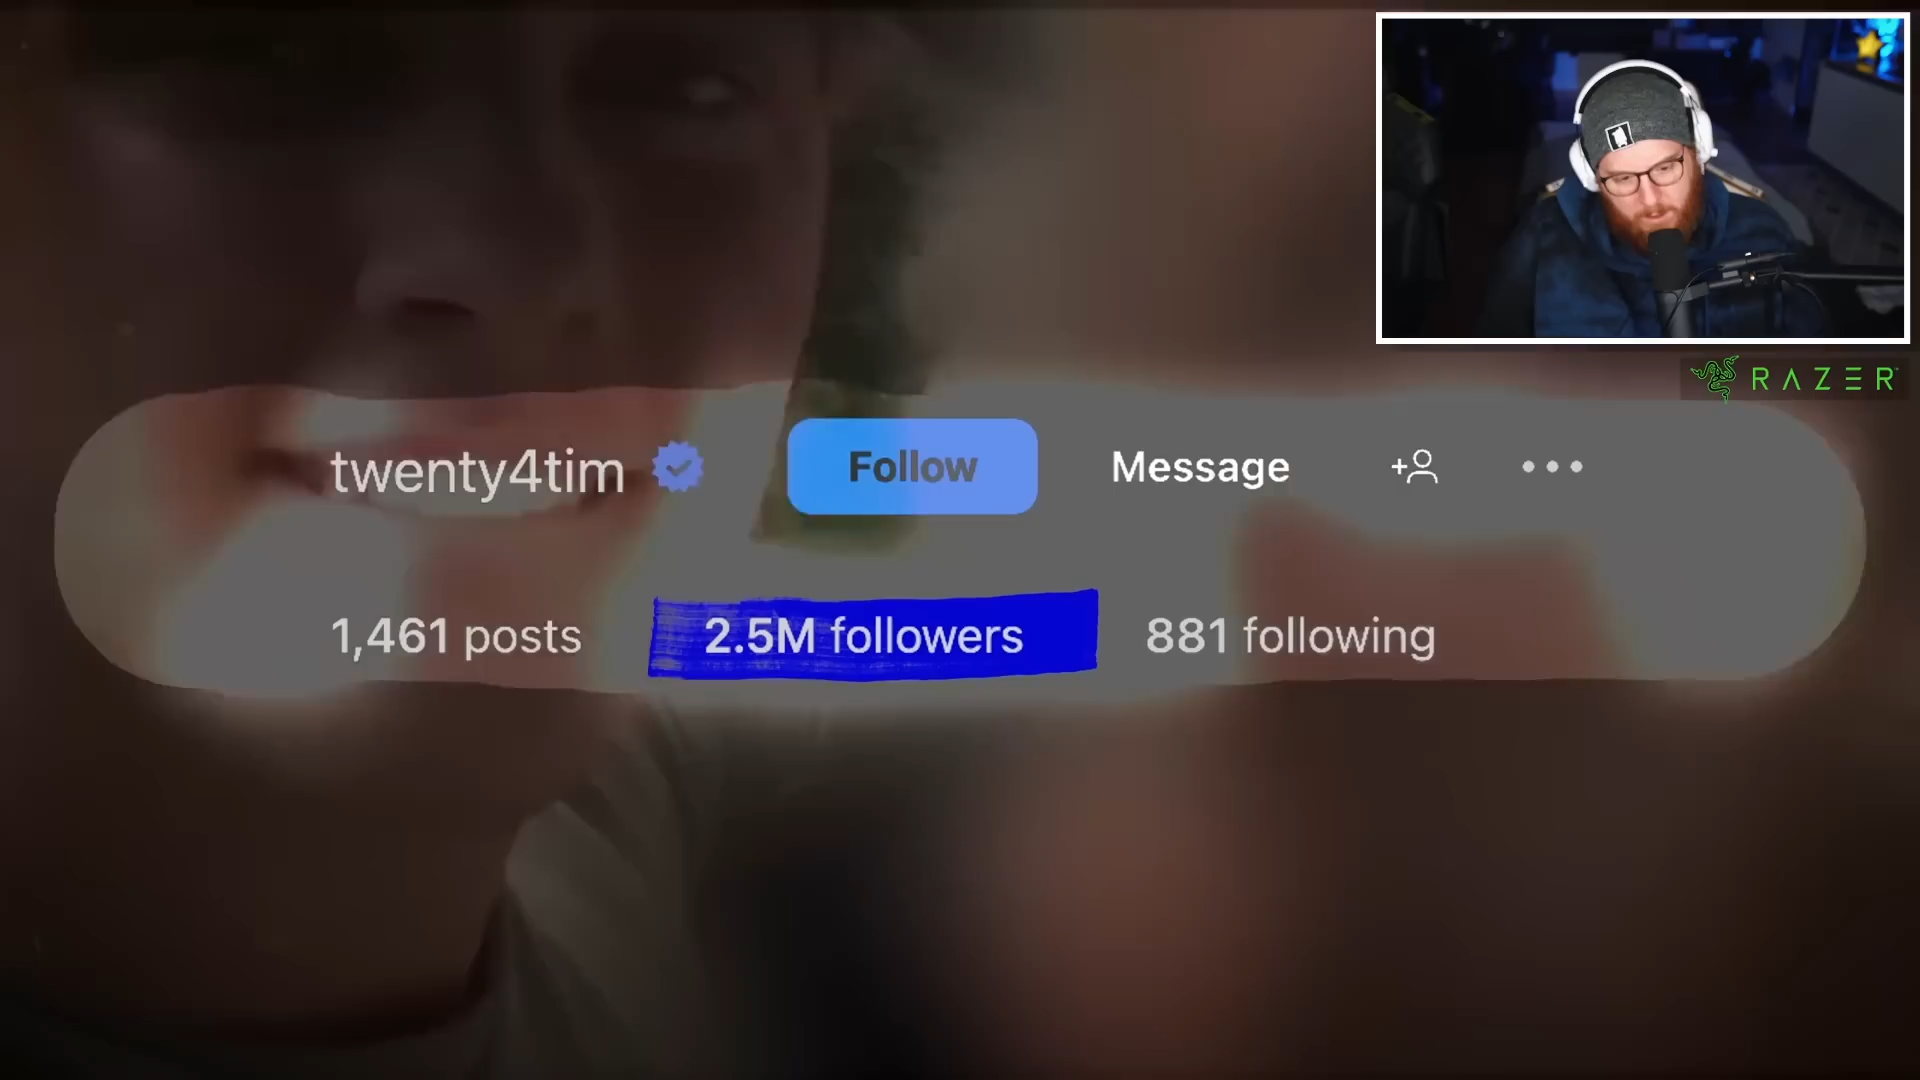 twenty4tim Follow Message
1,461 posts 2.5M followers 881 following
RAZER